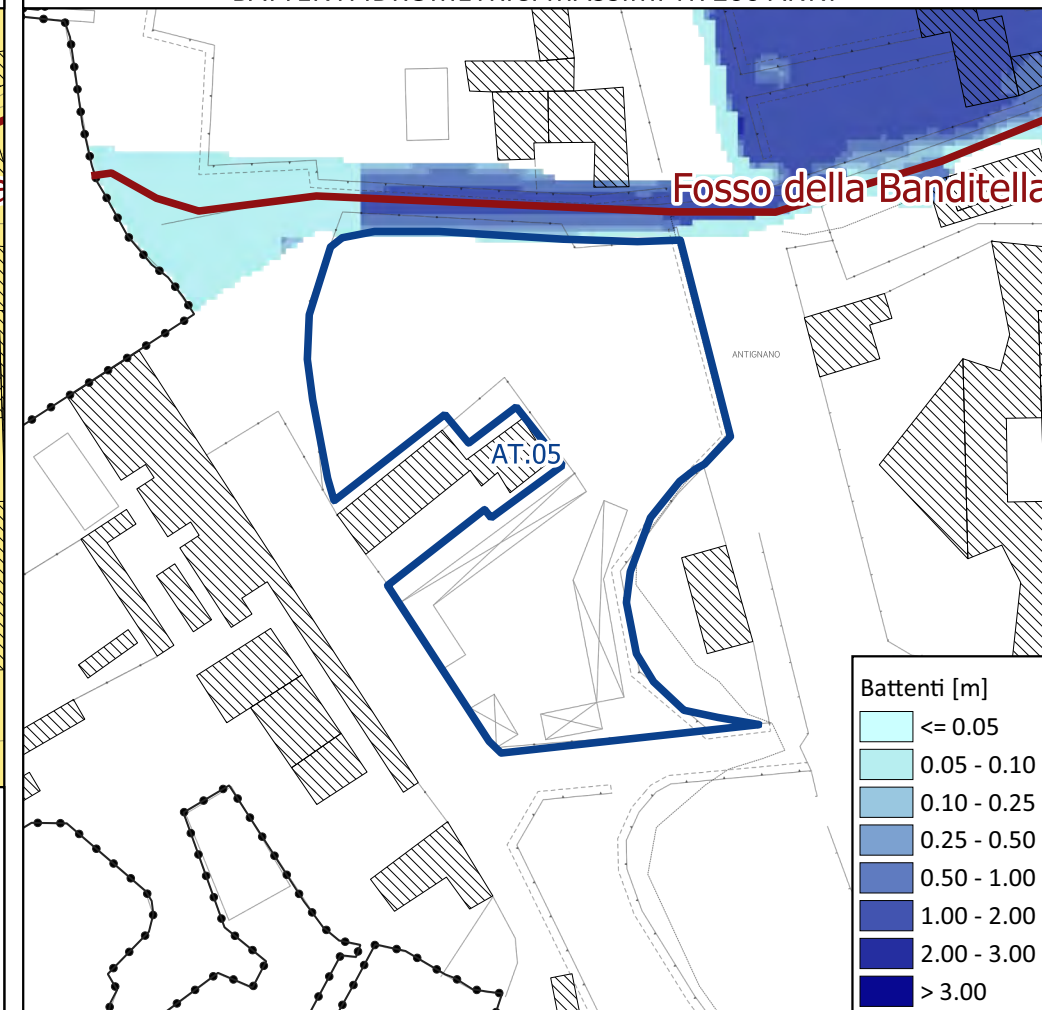 Fosso della Banditella
ANTIGNANO
AT.05
Battenti [m]
<= 0.05
0.05 - 0.10
0.10 - 0.25
0.25 - 0.50
0.50 - 1.00
1.00 - 2.00
2.00 - 3.00
> 3.00